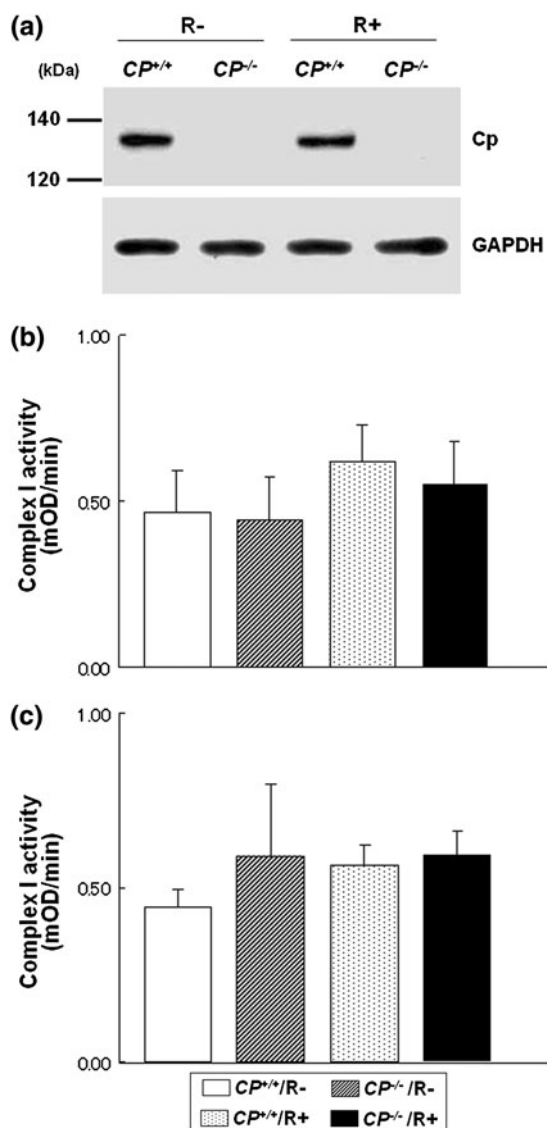 (a)
R- R+
(kDa) CP+/+ CP-/- CP+/+ CP-/-
140
Cp
120
GAPDH
(b)
1.00
Complex I activity
(mOD/min)
0.50
0.00
(c)
1.00
Complex I activity
(mOD/min)
0.50
0.00
CP+/+/R- CP-/-/R-
CP+/+/R+ CP-/-/R+